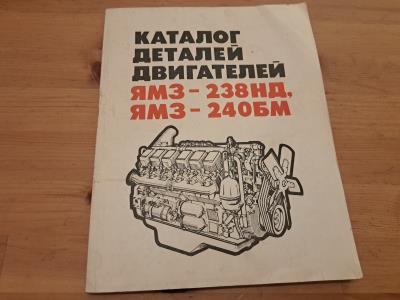 КАТАЛОГ
ДЕТАЛЕЙ
ДВИГАТЕЛЕЙ
ЯМЗ-238НД,
ЯМЗ-240БМ